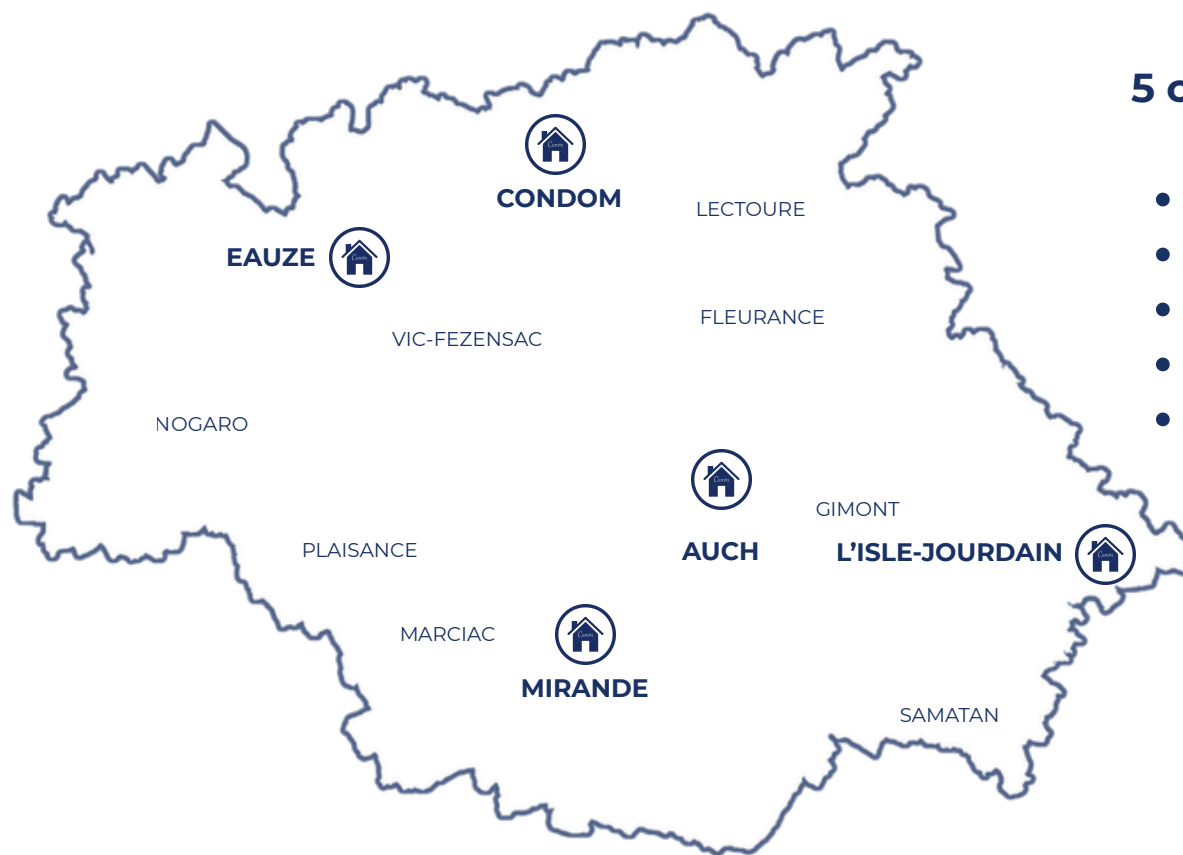 5
CONDOM
LECTOURE
EAUZE
FLEURANCE
VIC-FEZENSAC
NOGARO
GIMONT
PLAISANCE
AUCH
L'ISLE-JOURDAIN
MARCIAC
MIRANDE
SAMATAN